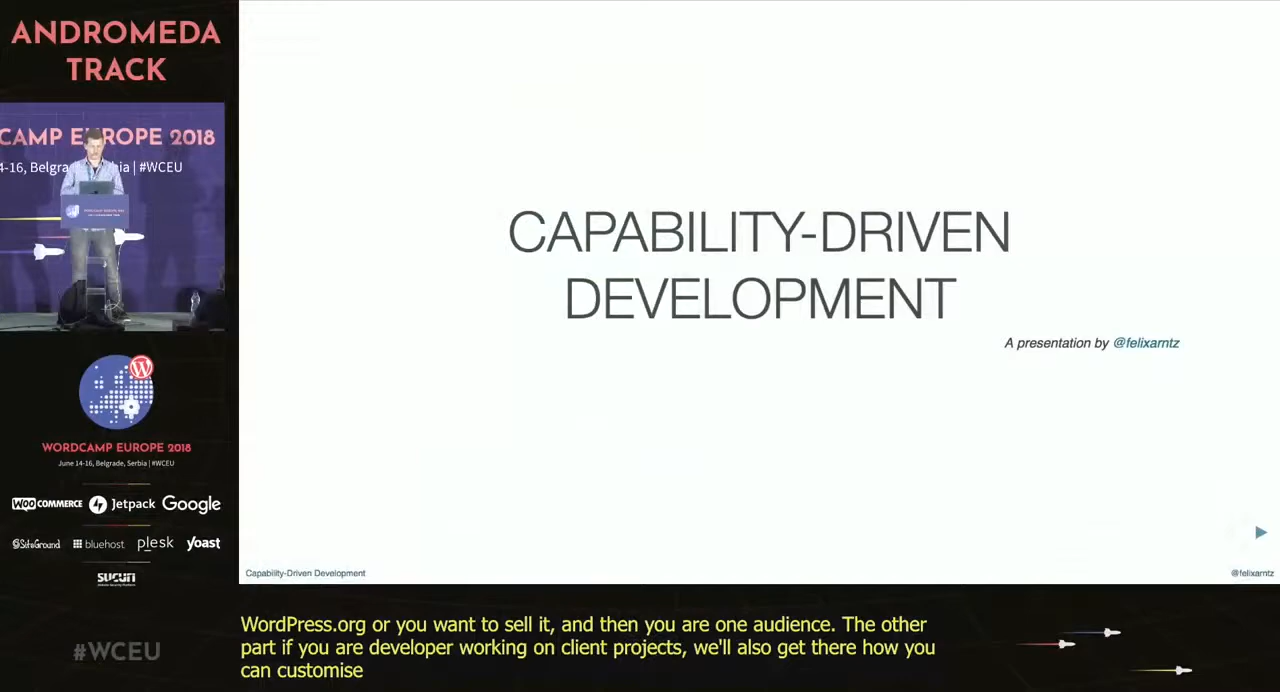 ANDROMEDA
TRACK
CAMP EUROPE 2018
4-16, Belgra ia | #WCEU
WORDCAMP EUROPE 2018
June 14-16, Belgrade, Serbia | #WCEU
WOO COMMERCE Jetpack Google
SiteGround bluehost plesk yoast
SUCURI
#WCEU
CAPABILITY-DRIVEN
DEVELOPMENT
A presentation by @felixarntz
Capability-Driven Development
@felixarntz
WordPress.org or you want to sell it, and then you are one audience. The other
part if you are developer working on client projects, we'll also get there how you
can customise